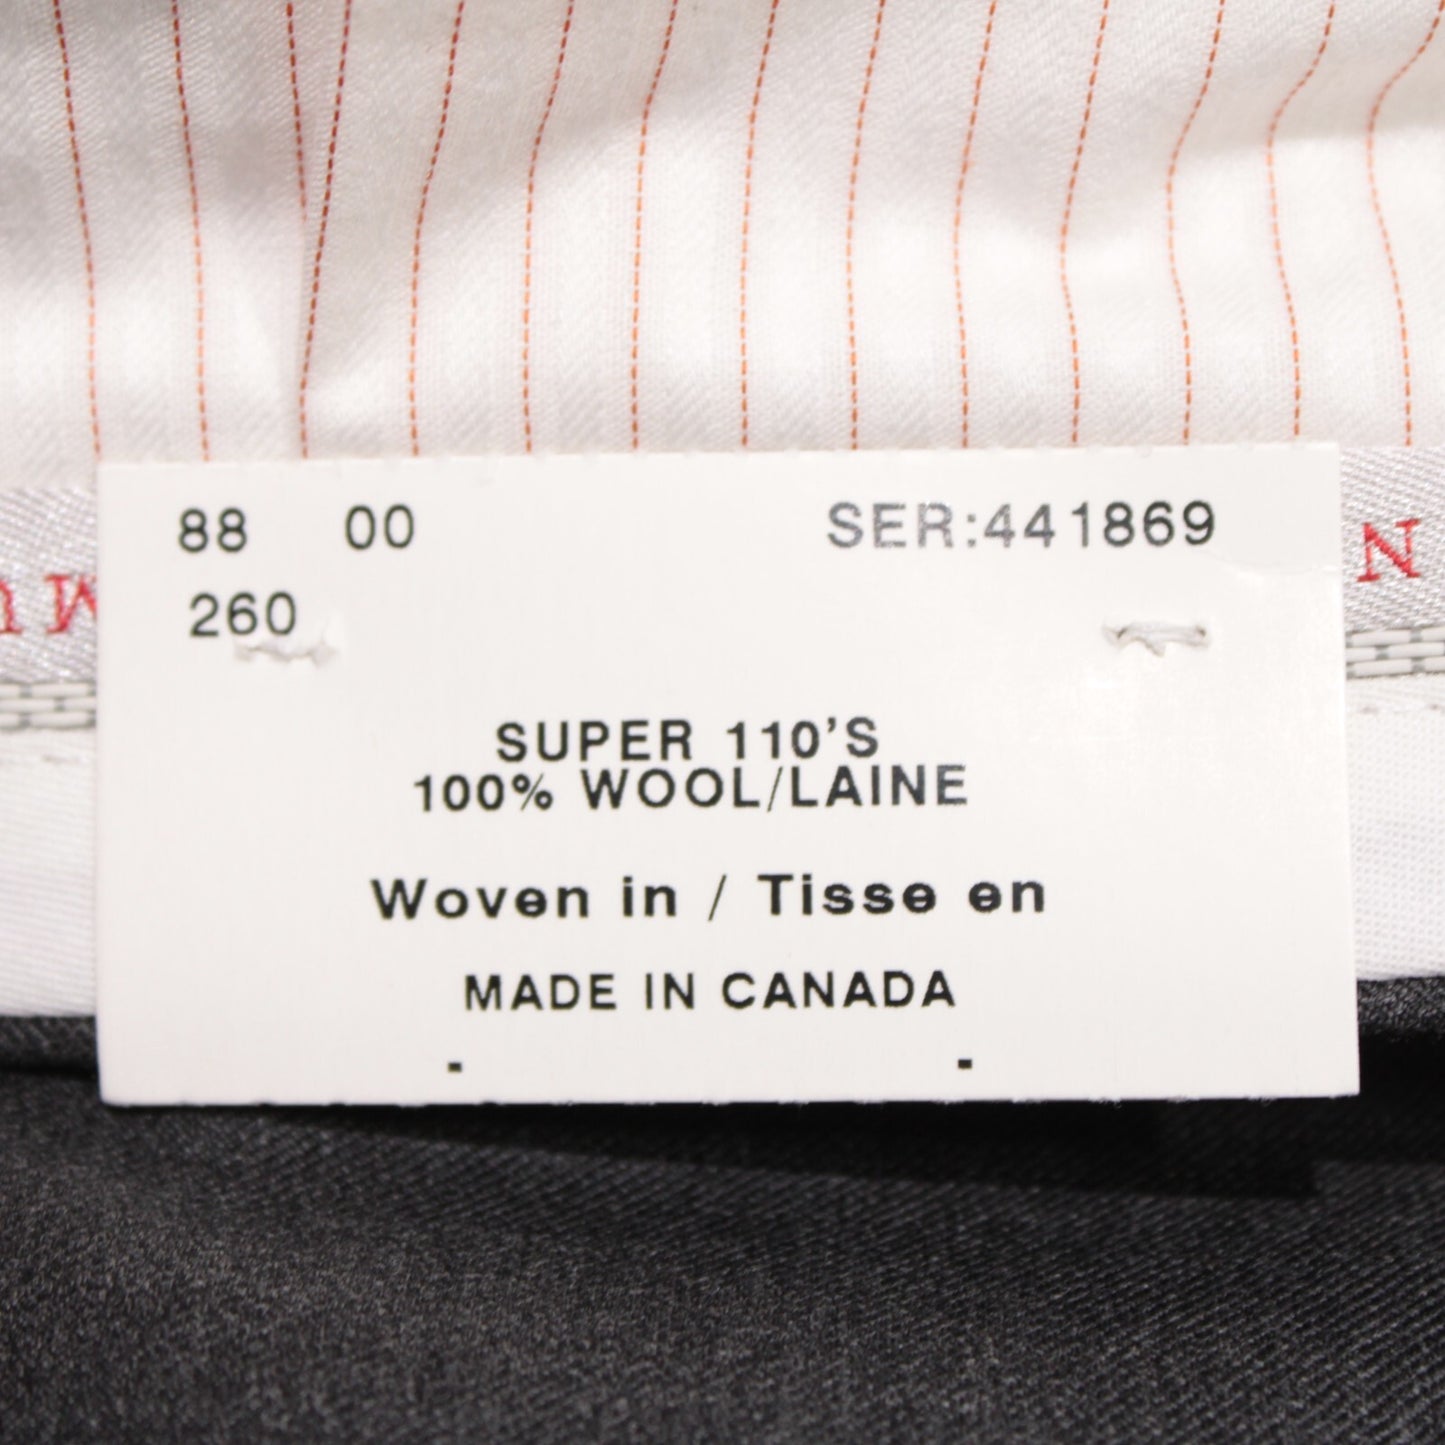 88 00 SER:441869
260
SUPER 110'S
100% WOOL/LAINE
Woven in / Tisse en
MADE IN CANADA
- -